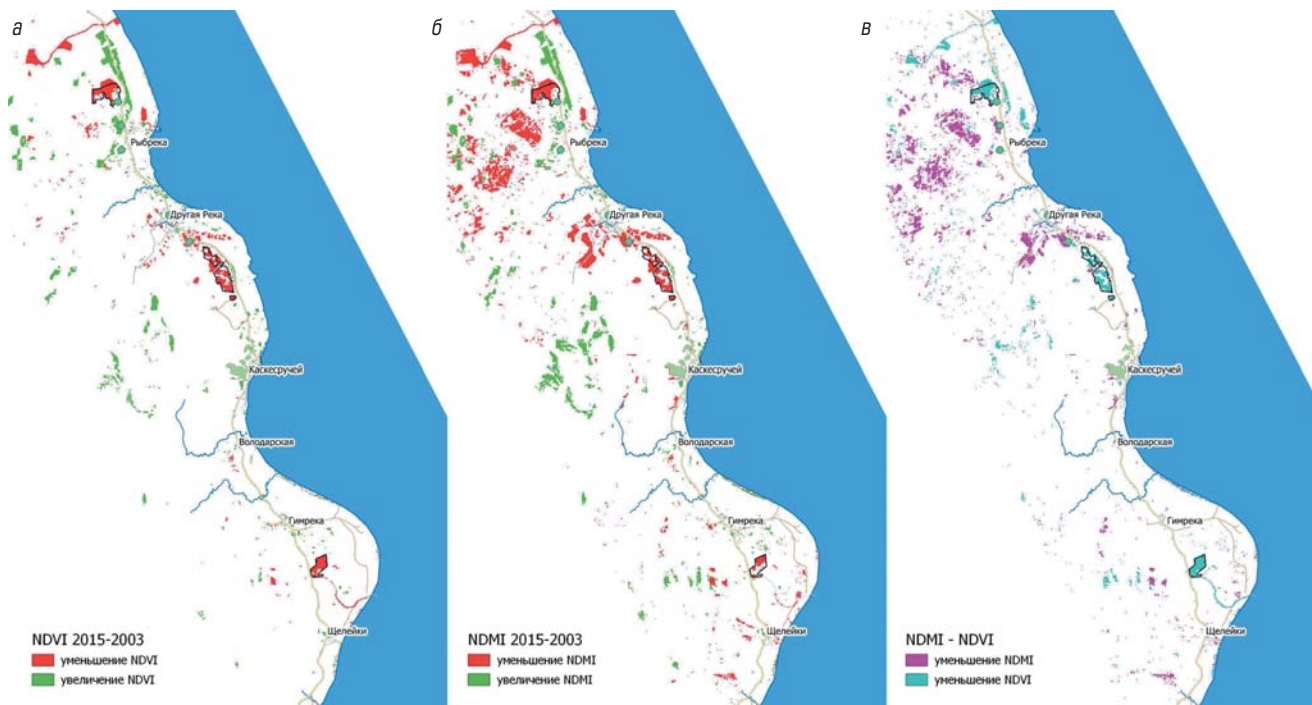 а
Рыбрека
Другая Река
Каскесручей
Володарская
Гимрека
Щелейки
NDVI 2015-2003
уменьшение NDVI
увеличение NDVI
б
Рыбрека
Другая Река
Каскесручей
Володарская
Гимрека
Щелейки
NDMI 2015-2003
уменьшение NDMI
увеличение NDMI
в
Рыбрека
Другая Река
Каскесручей
Володарская
Гимрека
Щелейки
NDMI - NDVI
уменьшение NDMI
уменьшение NDVI